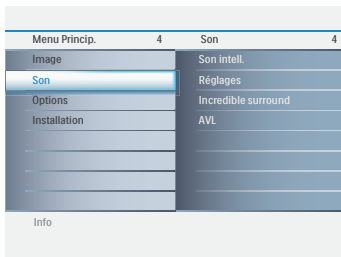 Menu Princip. 4 Son 4
Image Son intell.
Son Réglages
Options Incredible surround
Installation AVL
Info